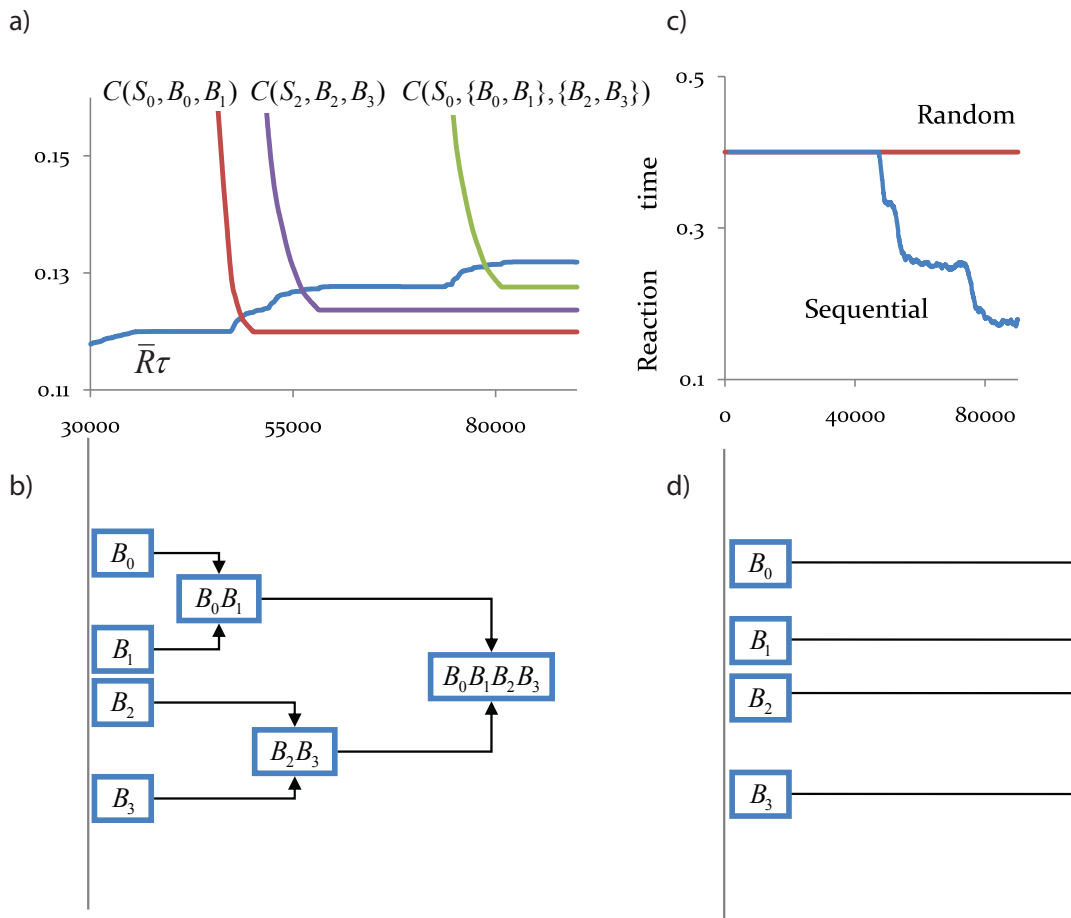 a)
C(S₀, B₀, B₁) C(S₂, B₂, B₃) C(S₀, {B₀, B₁}, {B₂, B₃})
0.15
0.13
0.11
R̅τ
30000 55000 80000
b)
B₀
B₀B₁
B₁
B₂
B₀B₁B₂B₃
B₂B₃
B₃
c)
0.5
0.3
0.1
Reaction time
Random
Sequential
0 40000 80000
d)
B₀
B₁
B₂
B₃